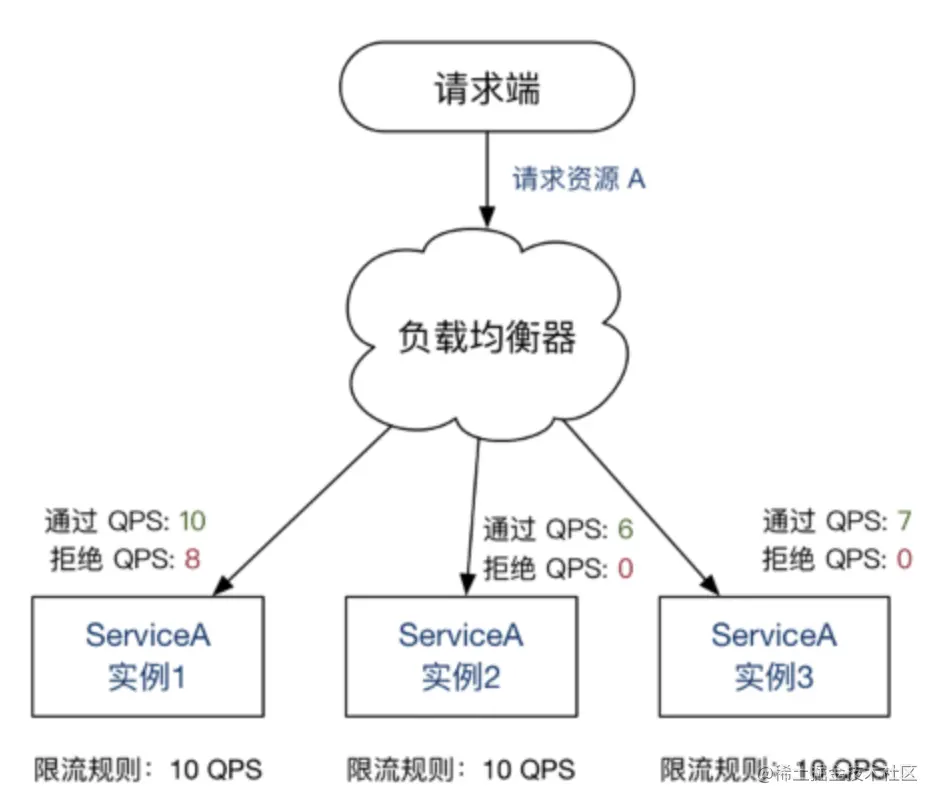 请求端
请求资源 A
负载均衡器
通过 QPS: 10
拒绝 QPS: 8
通过 QPS: 6
拒绝 QPS: 0
通过 QPS: 7
拒绝 QPS: 0
ServiceA
实例1
ServiceA
实例2
ServiceA
实例3
限流规则：10 QPS
限流规则：10 QPS
限流规则：10 QPS
@稀土掘金技术社区